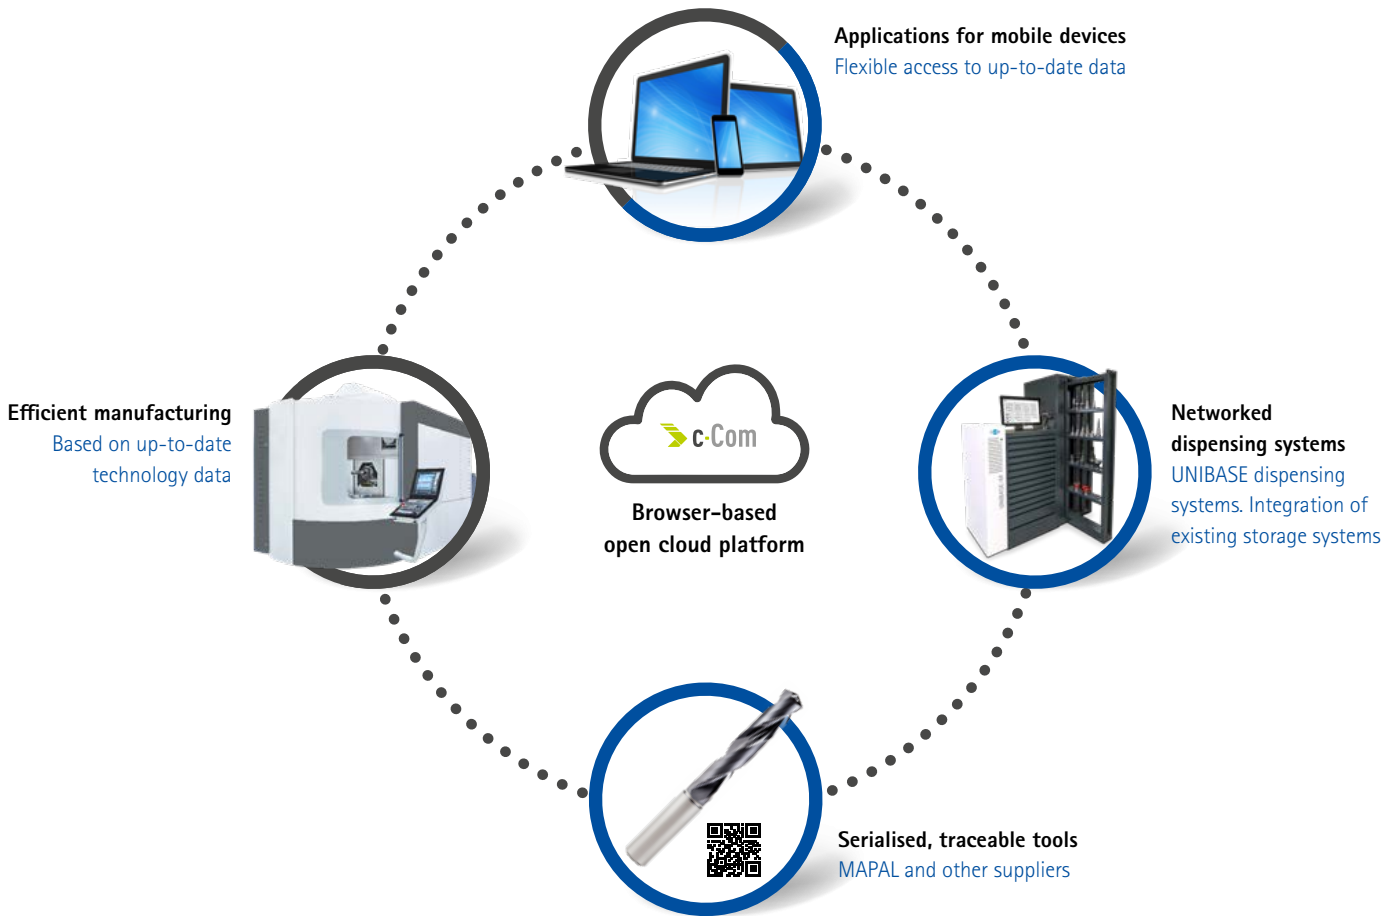 Applications for mobile devices
Flexible access to up-to-date data
Efficient manufacturing
Based on up-to-date
technology data
c-Com
Browser-based
open cloud platform
Networked
dispensing systems
UNIBASE dispensing
systems. Integration of
existing storage systems
Serialised, traceable tools
MAPAL and other suppliers